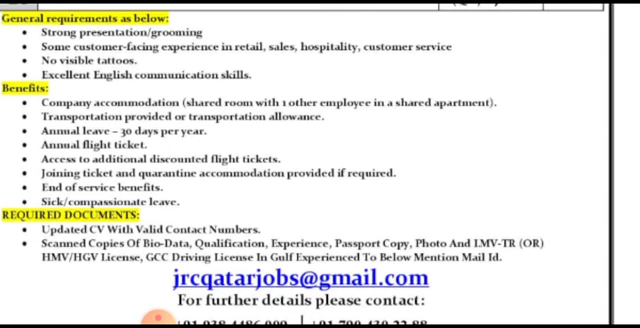 General requirements as below:
• Strong presentation/grooming
• Some customer-facing experience in retail, sales, hospitality, customer service
• No visible tattoos.
• Excellent English communication skills.
Benefits:
• Company accommodation (shared room with 1 other employee in a shared apartment).
• Transportation provided or transportation allowance.
• Annual leave – 30 days per year.
• Annual flight ticket.
• Access to additional discounted flight tickets.
• Joining ticket and quarantine accommodation provided if required.
• End of service benefits.
• Sick/compassionate leave.
REQUIRED DOCUMENTS:
• Updated CV With Valid Contact Numbers.
• Scanned Copies Of Bio-Data, Qualification, Experience, Passport Copy, Photo And LMV-TR (OR)
HMV/HGV License, GCC Driving License In Gulf Experienced To Below Mention Mail Id.
jrcqatarjobs@gmail.com
For further details please contact: